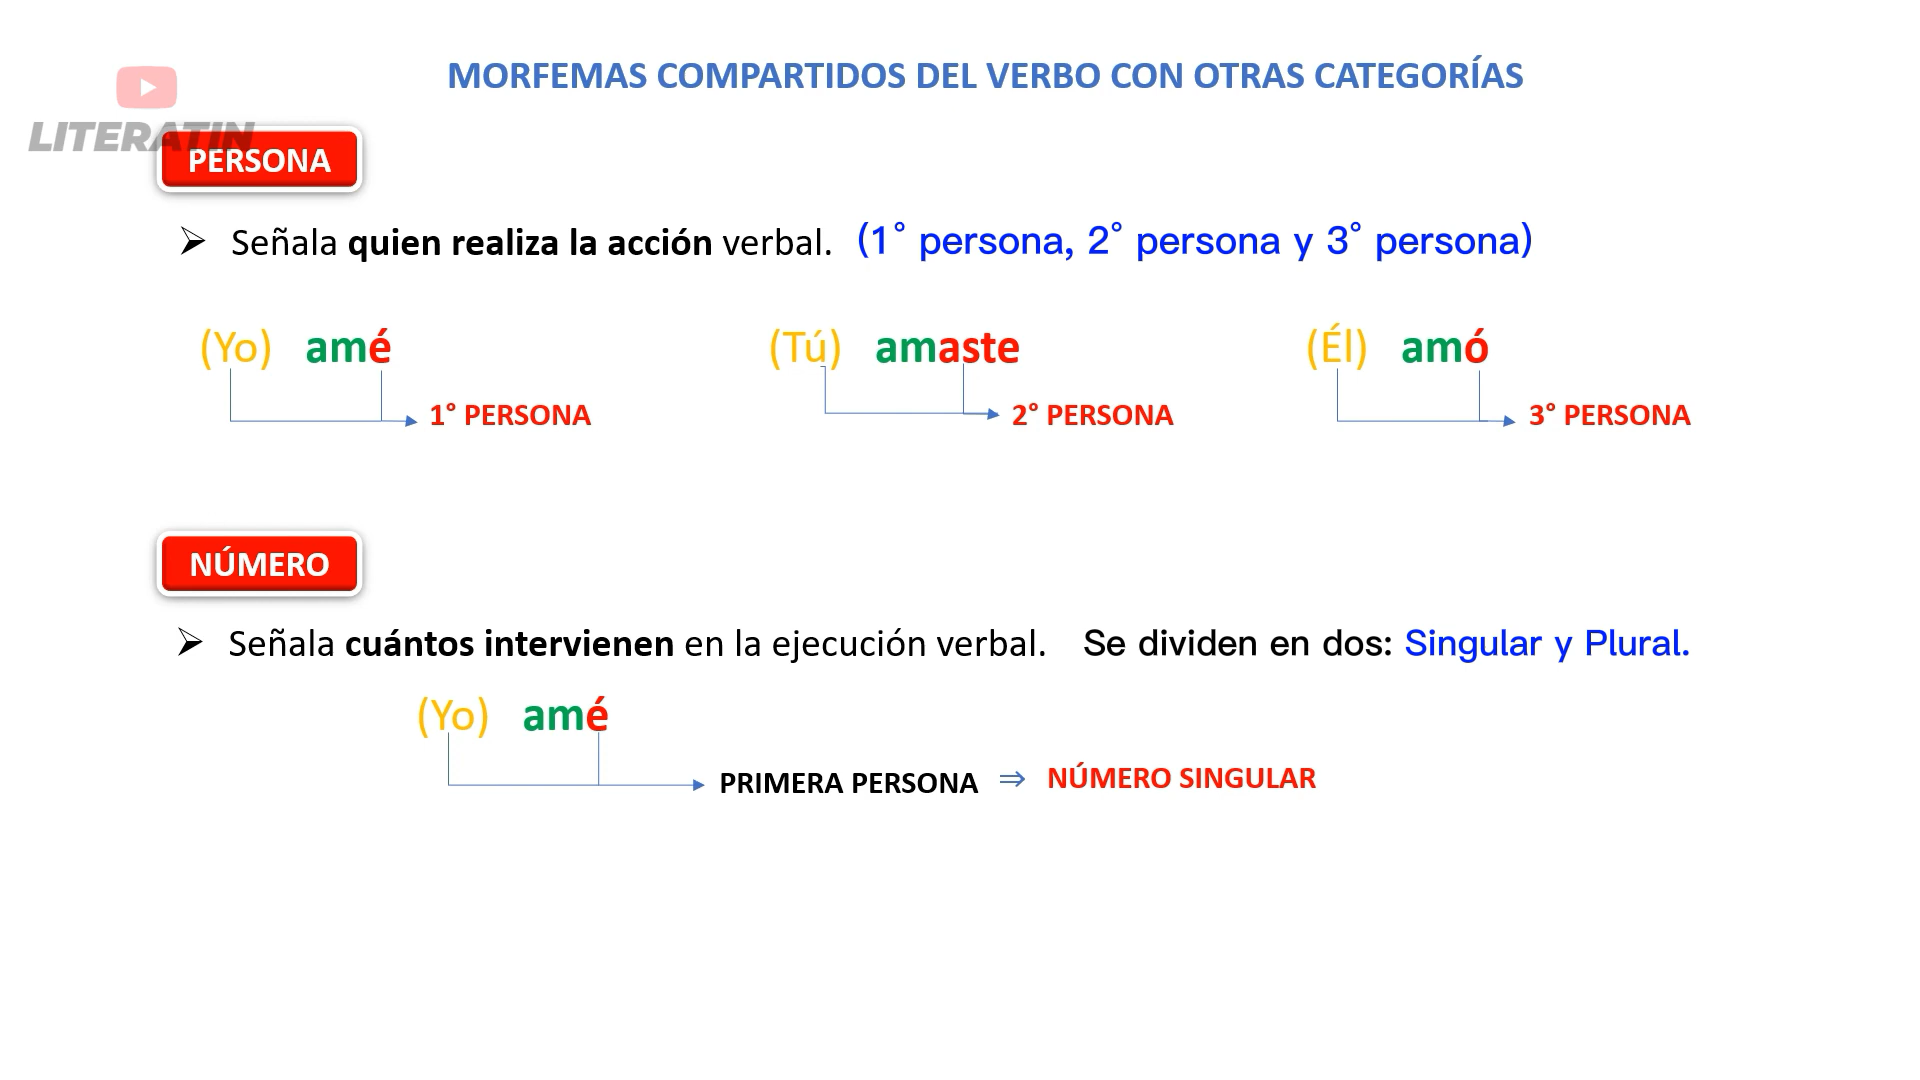 MORFEMAS COMPARTIDOS DEL VERBO CON OTRAS CATEGORÍAS
LITERATIN
PERSONA
➢ Señala quien realiza la acción verbal. (1° persona, 2° persona y 3° persona)
(Yo) amé (Tú) amaste (Él) amó
1° PERSONA 2° PERSONA 3° PERSONA
NÚMERO
➢ Señala cuántos intervienen en la ejecución verbal. Se dividen en dos: Singular y Plural.
(Yo) amé
PRIMERA PERSONA ⇒ NÚMERO SINGULAR